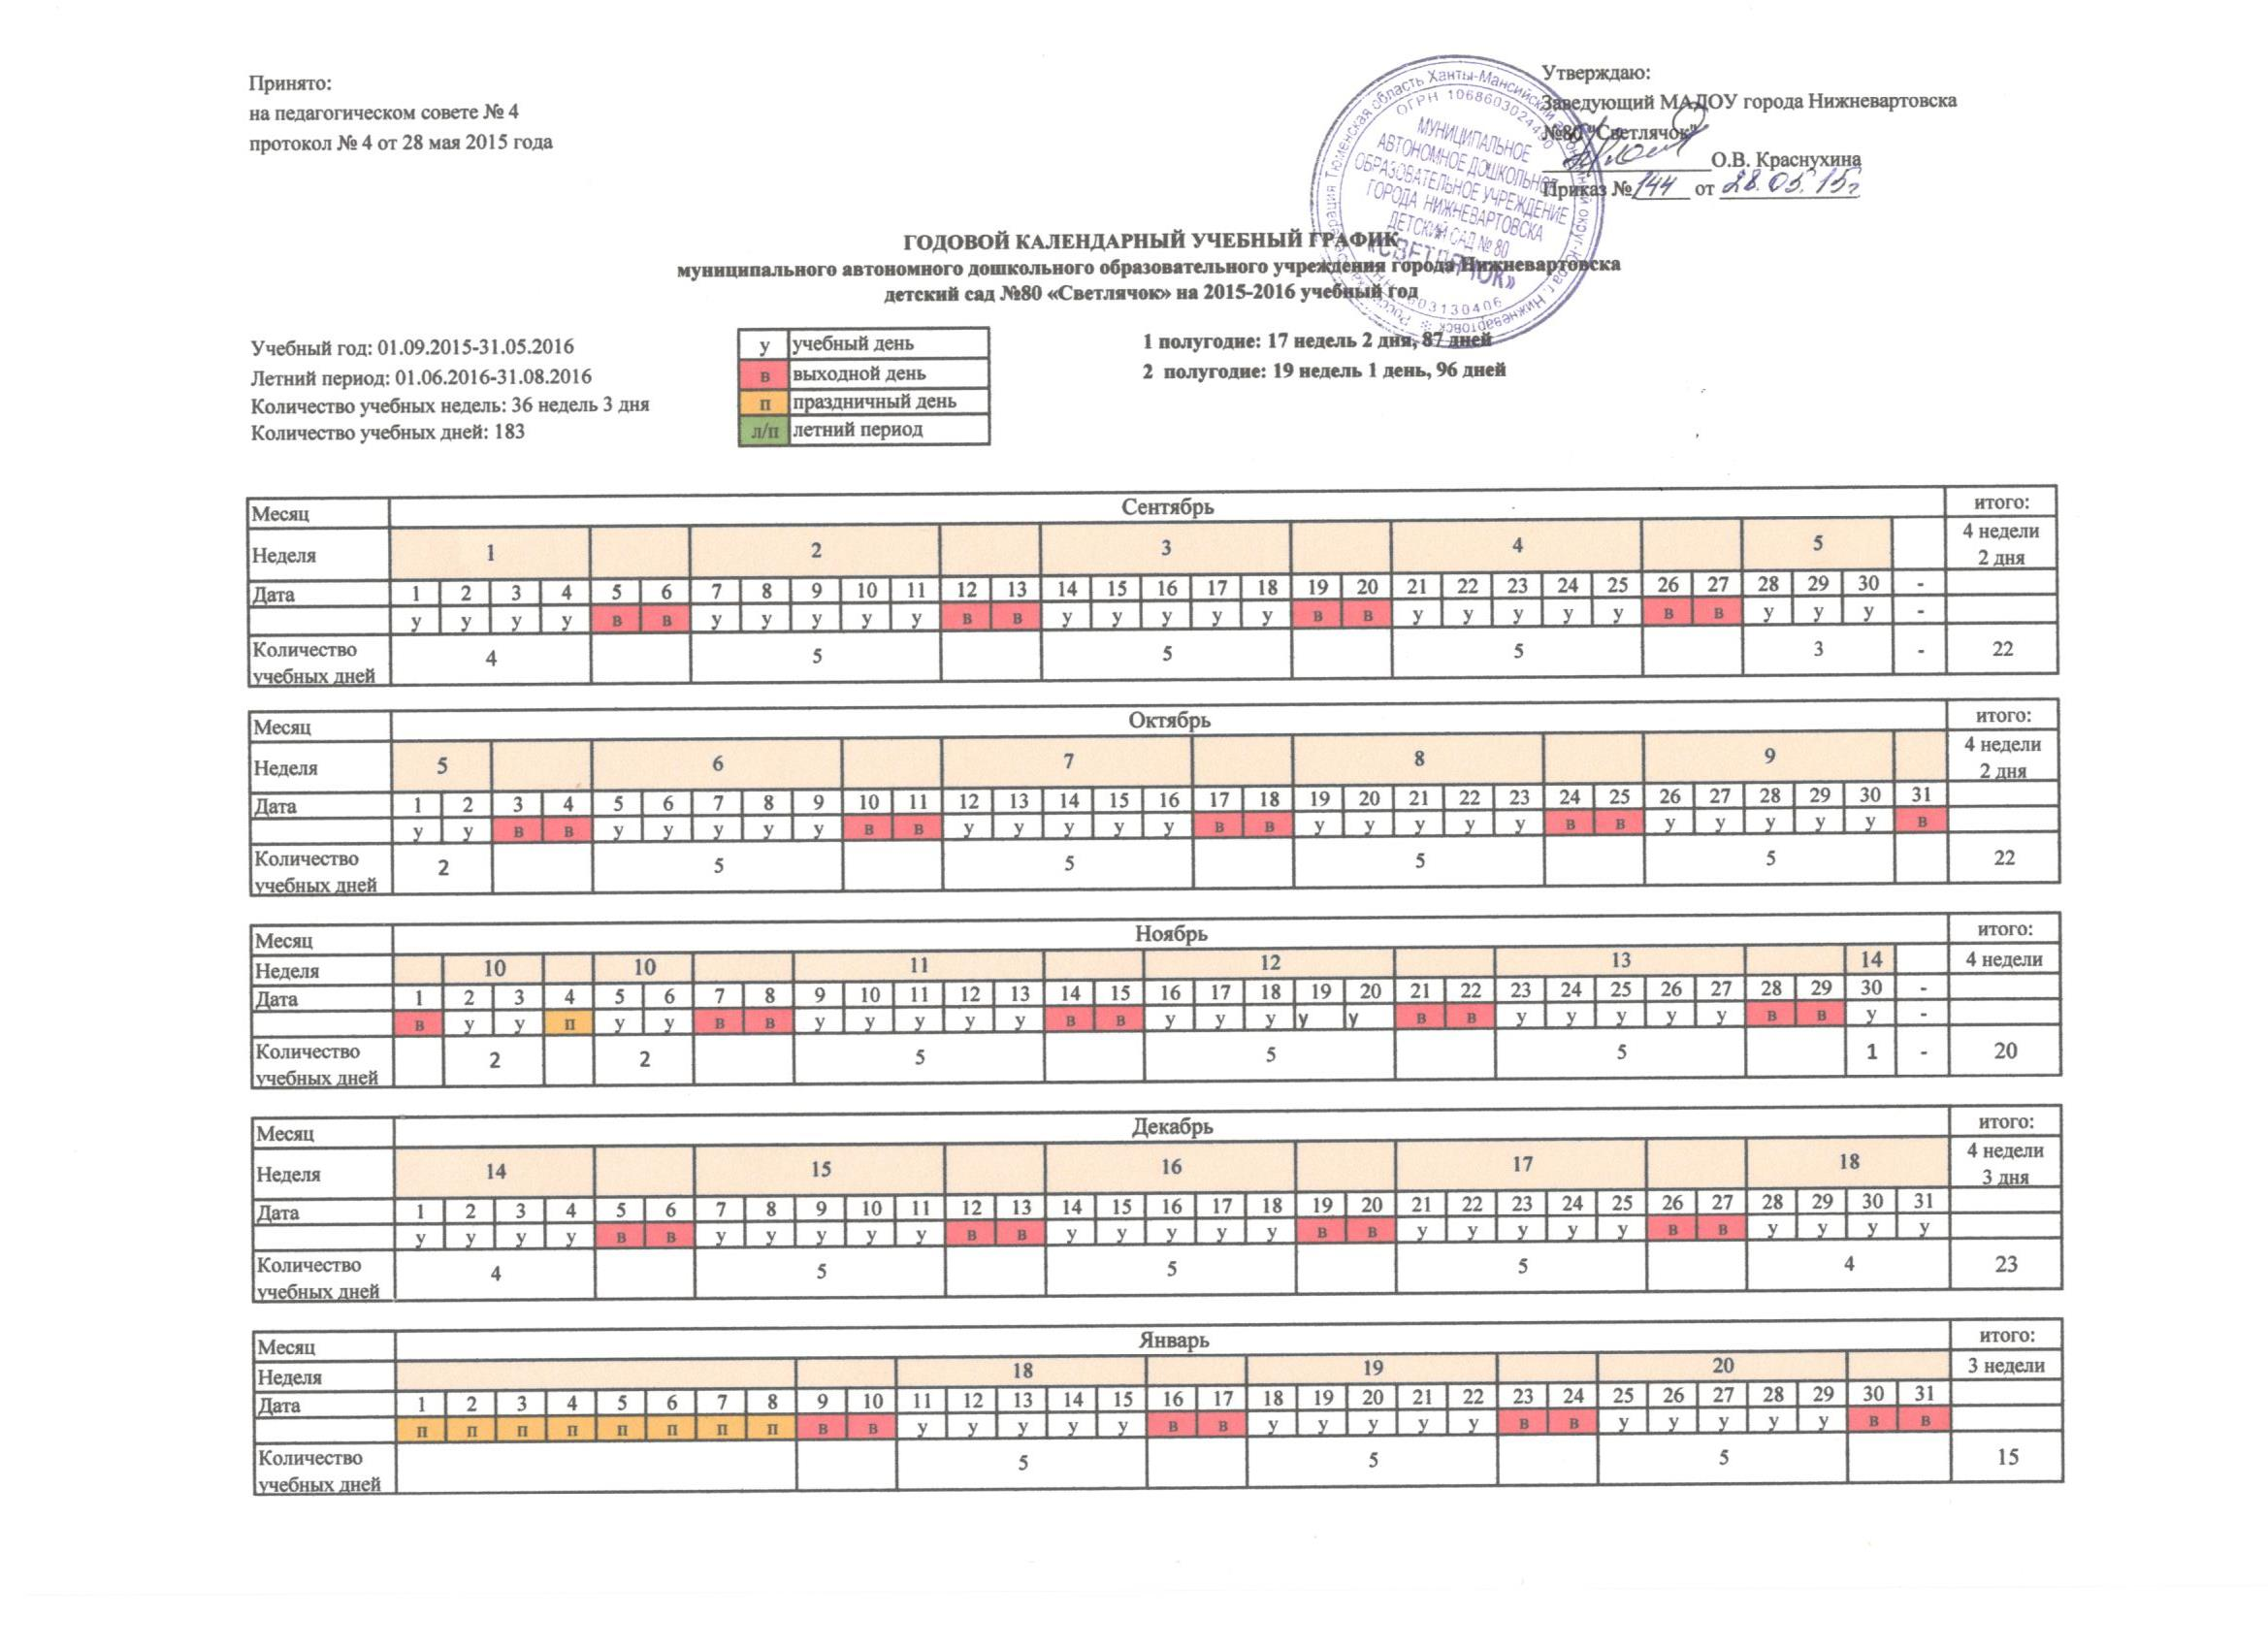 Принято:
на педагогическом совете № 4
протокол № 4 от 28 мая 2015 года
Утверждаю:
Заведующий МАДОУ города Нижневартовска
№80 "Светлячок"
О.В. Краснухина
Приказ № 144 от 28.05.15г
МУНИЦИПАЛЬНОЕ
АВТОНОМНОЕ ДОШКОЛЬНОЕ
ОБРАЗОВАТЕЛЬНОЕ УЧРЕЖДЕНИЕ
ГОРОДА НИЖНЕВАРТОВСКА
ДЕТСКИЙ САД № 80
«СВЕТЛЯЧОК»
ОГРН 1068603024490
ГОДОВОЙ КАЛЕНДАРНЫЙ УЧЕБНЫЙ ГРАФИК
муниципального автономного дошкольного образовательного учреждения города Нижневартовска
детский сад №80 «Светлячок» на 2015-2016 учебный год
Учебный год: 01.09.2015-31.05.2016
Летний период: 01.06.2016-31.08.2016
Количество учебных недель: 36 недель 3 дня
Количество учебных дней: 183
у учебный день
в выходной день
п праздничный день
л/п летний период
1 полугодие: 17 недель 2 дня, 87 дней
2 полугодие: 19 недель 1 день, 96 дней
Месяц Сентябрь итого:
Неделя 1 2 3 4 5 4 недели 2 дня
Дата 1 2 3 4 5 6 7 8 9 10 11 12 13 14 15 16 17 18 19 20 21 22 23 24 25 26 27 28 29 30 -
у у у у в в у у у у у в в у у у у у в в у у у у у в в у у у -
Количество учебных дней 4 5 5 5 3 - 22
Месяц Октябрь итого:
Неделя 5 6 7 8 9 4 недели 2 дня
Дата 1 2 3 4 5 6 7 8 9 10 11 12 13 14 15 16 17 18 19 20 21 22 23 24 25 26 27 28 29 30 31
у у в в у у у у у в в у у у у у в в у у у у у в в у у у у у в
Количество учебных дней 2 5 5 5 5 22
Месяц Ноябрь итого:
Неделя 10 10 11 12 13 14 4 недели
Дата 1 2 3 4 5 6 7 8 9 10 11 12 13 14 15 16 17 18 19 20 21 22 23 24 25 26 27 28 29 30 -
в у у п у у в в у у у у у в в у у у у у в в у у у у у в в у -
Количество учебных дней 2 2 5 5 5 1 - 20
Месяц Декабрь итого:
Неделя 14 15 16 17 18 4 недели 3 дня
Дата 1 2 3 4 5 6 7 8 9 10 11 12 13 14 15 16 17 18 19 20 21 22 23 24 25 26 27 28 29 30 31
у у у у в в у у у у у в в у у у у у в в у у у у у в в у у у у
Количество учебных дней 4 5 5 5 4 23
Месяц Январь итого:
Неделя 18 19 20 3 недели
Дата 1 2 3 4 5 6 7 8 9 10 11 12 13 14 15 16 17 18 19 20 21 22 23 24 25 26 27 28 29 30 31
п п п п п п п п в в у у у у у в в у у у у у в в у у у у у в в
Количество учебных дней 5 5 5 15